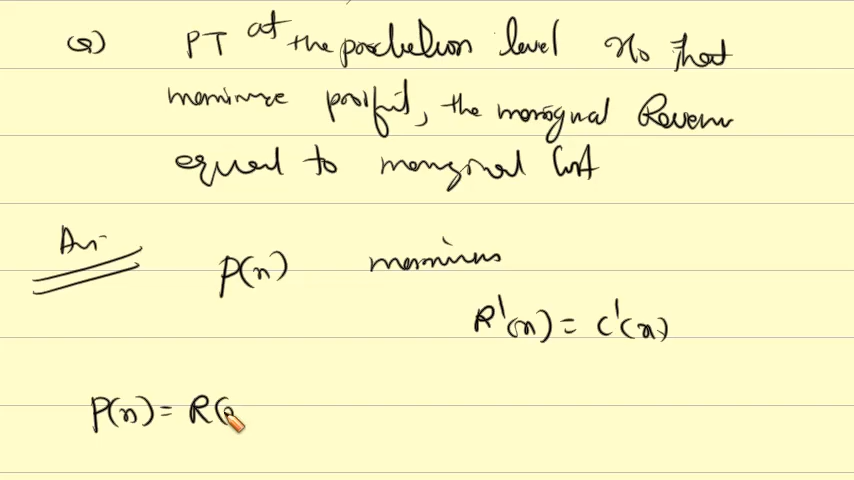 Q) PT at the production level x₀ that
maximize profit, the marginal Revenue
equal to marginal Cost
Ans P(x) maximum
R'(x) = C'(x)
P(x) = R(